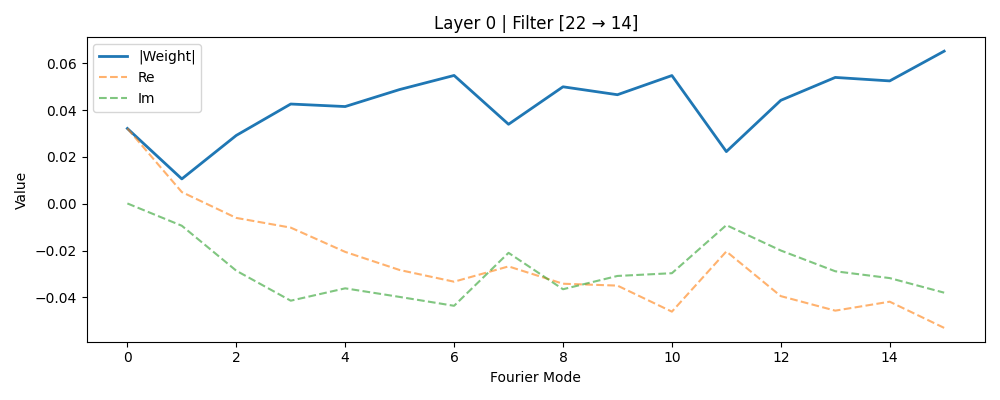 Layer 0 | Filter [22 → 14]
|Weight|
Re
Im
0.06
0.04
0.02
0.00
−0.02
−0.04
Value
0 2 4 6 8 10 12 14
Fourier Mode